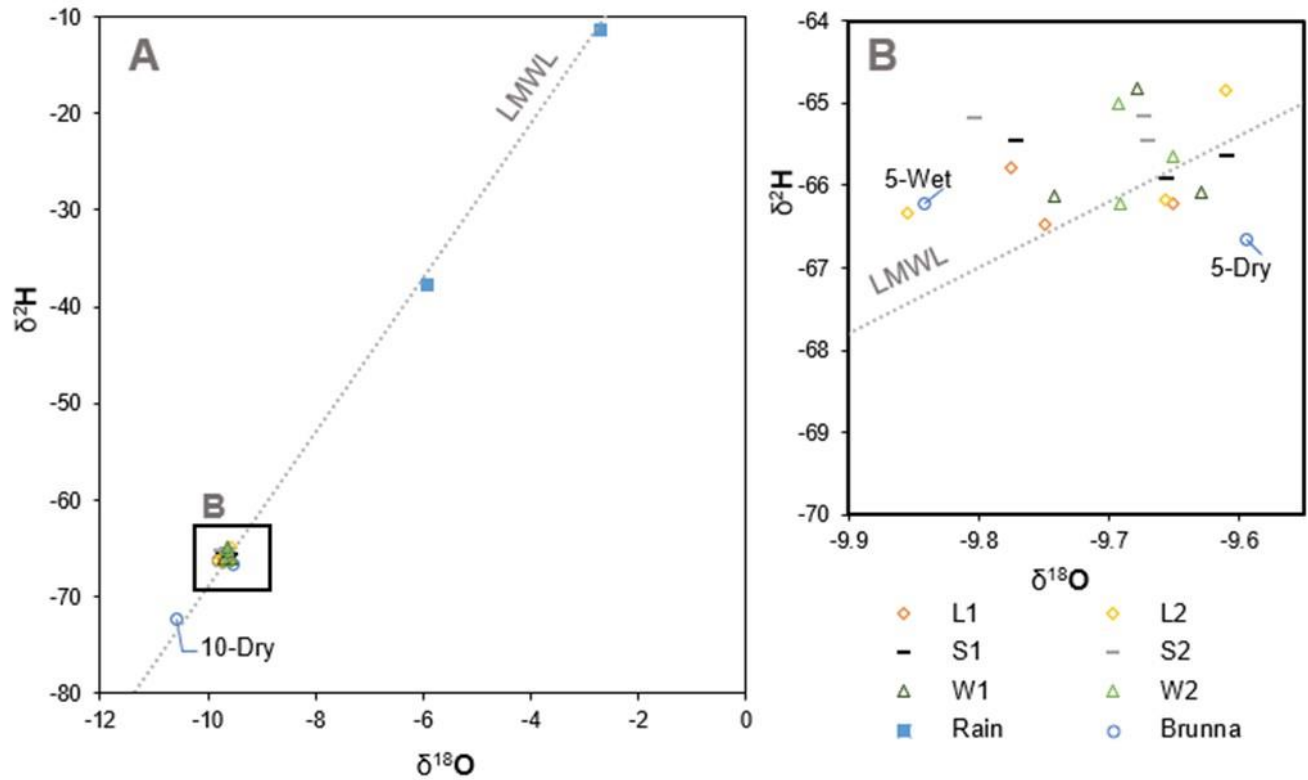 A
LMWL
-10
-20
-30
-40
-50
-60
-70
-80
δ²H
B
10-Dry
-12
-10
-8
-6
-4
-2
0
δ¹⁸O
B
-64
-65
-66
-67
-68
-69
-70
δ²H
5-Wet
LMWL
5-Dry
-9.9
-9.8
-9.7
-9.6
δ¹⁸O
L1 L2
S1 S2
W1 W2
Rain Brunna